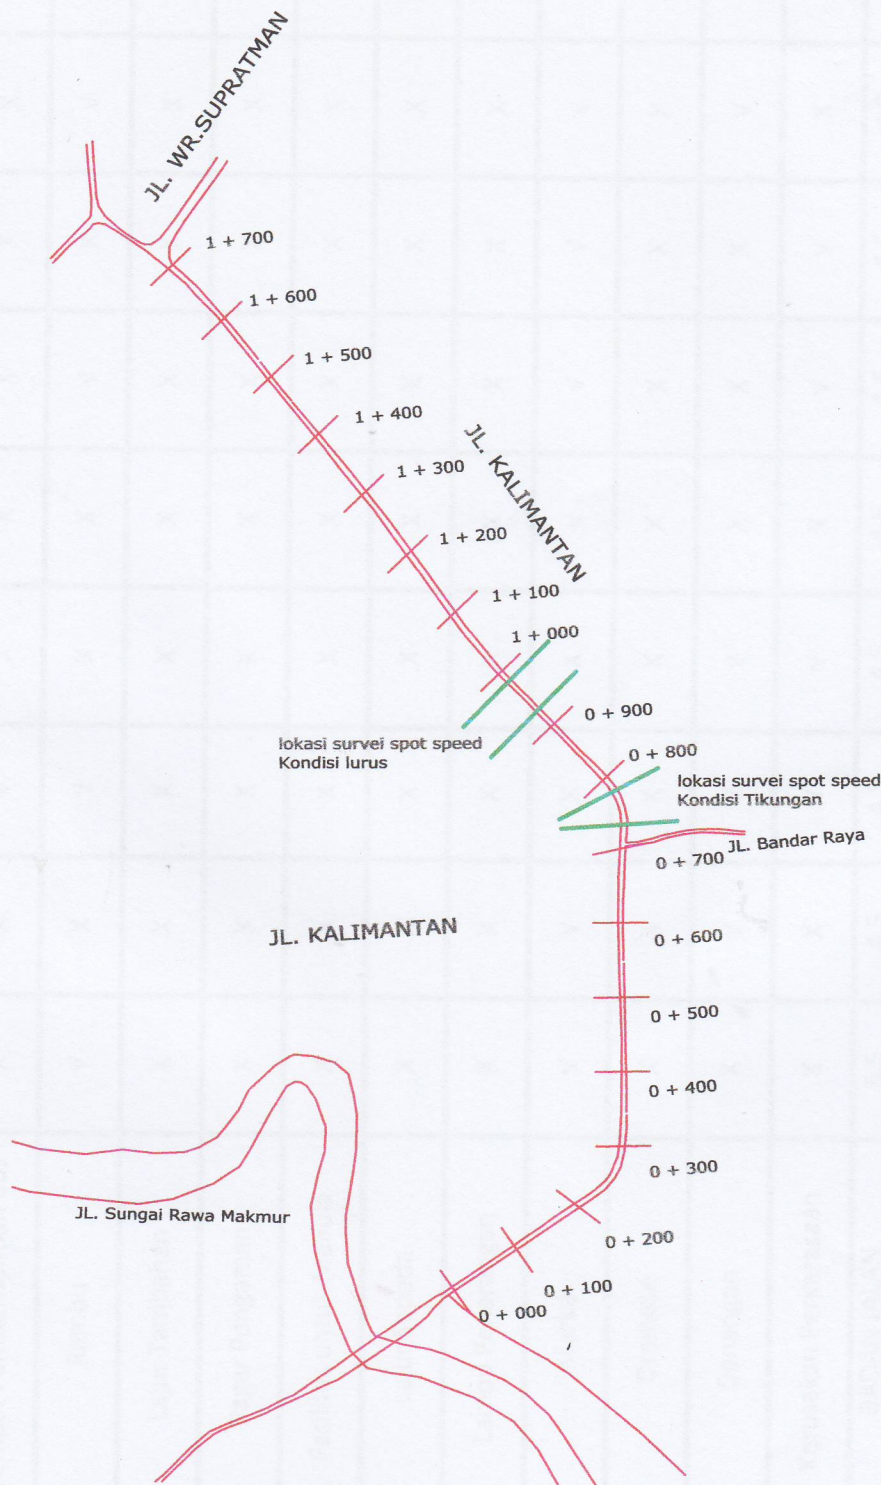 JL. WR.SUPRATMAN
1 + 700
1 + 600
1 + 500
1 + 400
JL. KALIMANTAN
1 + 300
1 + 200
1 + 100
1 + 000
0 + 900
lokasi survei spot speed
Kondisi lurus
0 + 800
lokasi survei spot speed
Kondisi Tikungan
JL. Bandar Raya
0 + 700
JL. KALIMANTAN
0 + 600
0 + 500
0 + 400
0 + 300
JL. Sungai Rawa Makmur
0 + 200
0 + 100
0 + 000